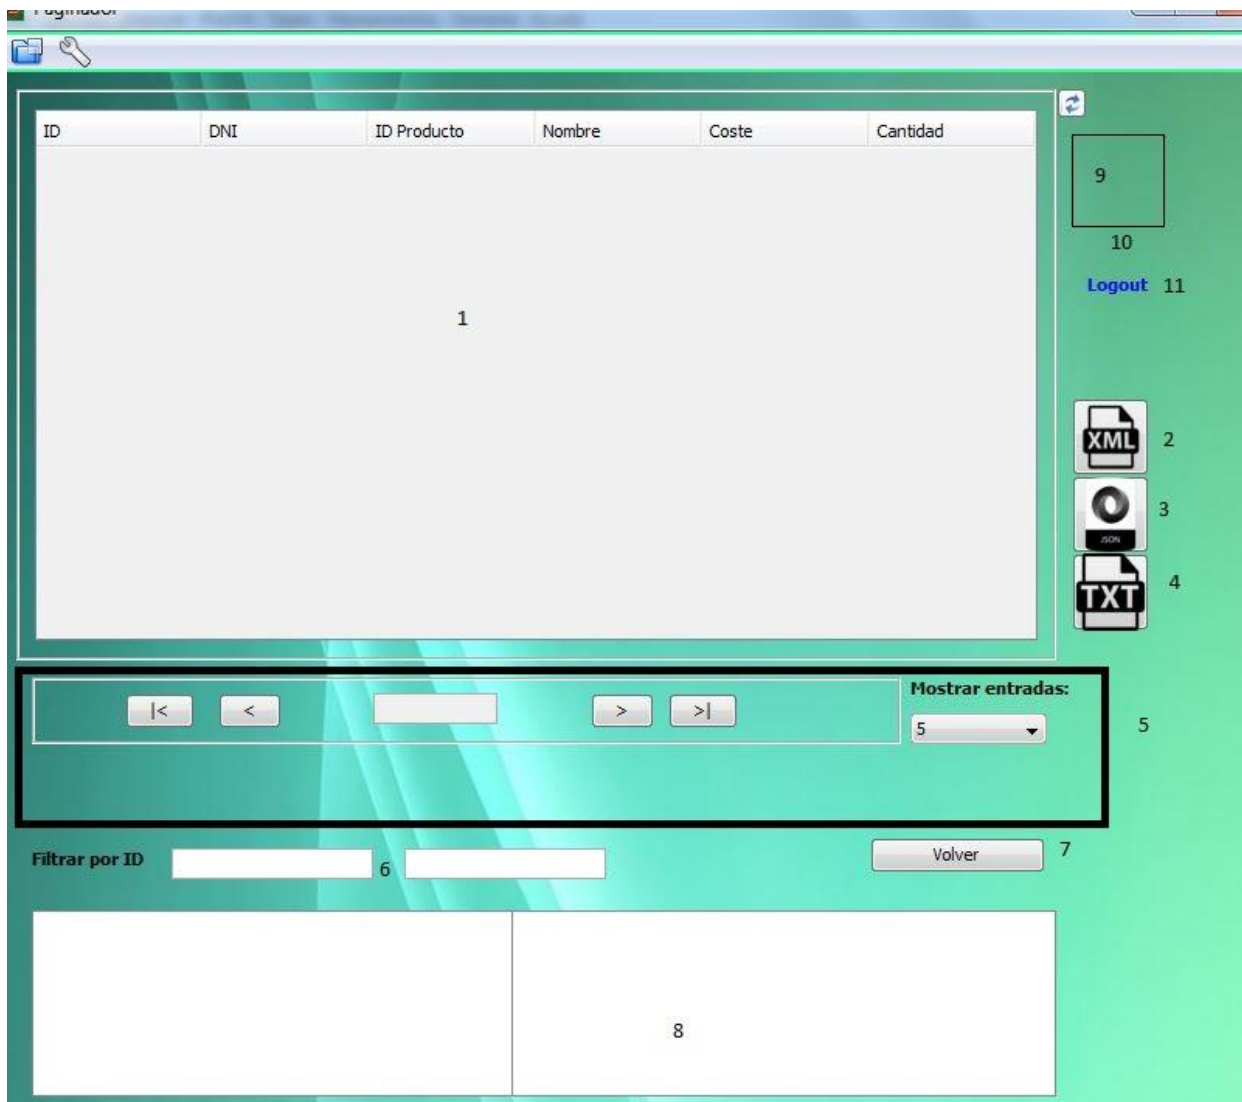 Paginador
ID DNI ID Producto Nombre Coste Cantidad
9
10
Logout 11
1
XML 2
JSON 3
TXT 4
|< < > >| Mostrar entradas:
5 5
Filtrar por ID 6 Volver 7
8